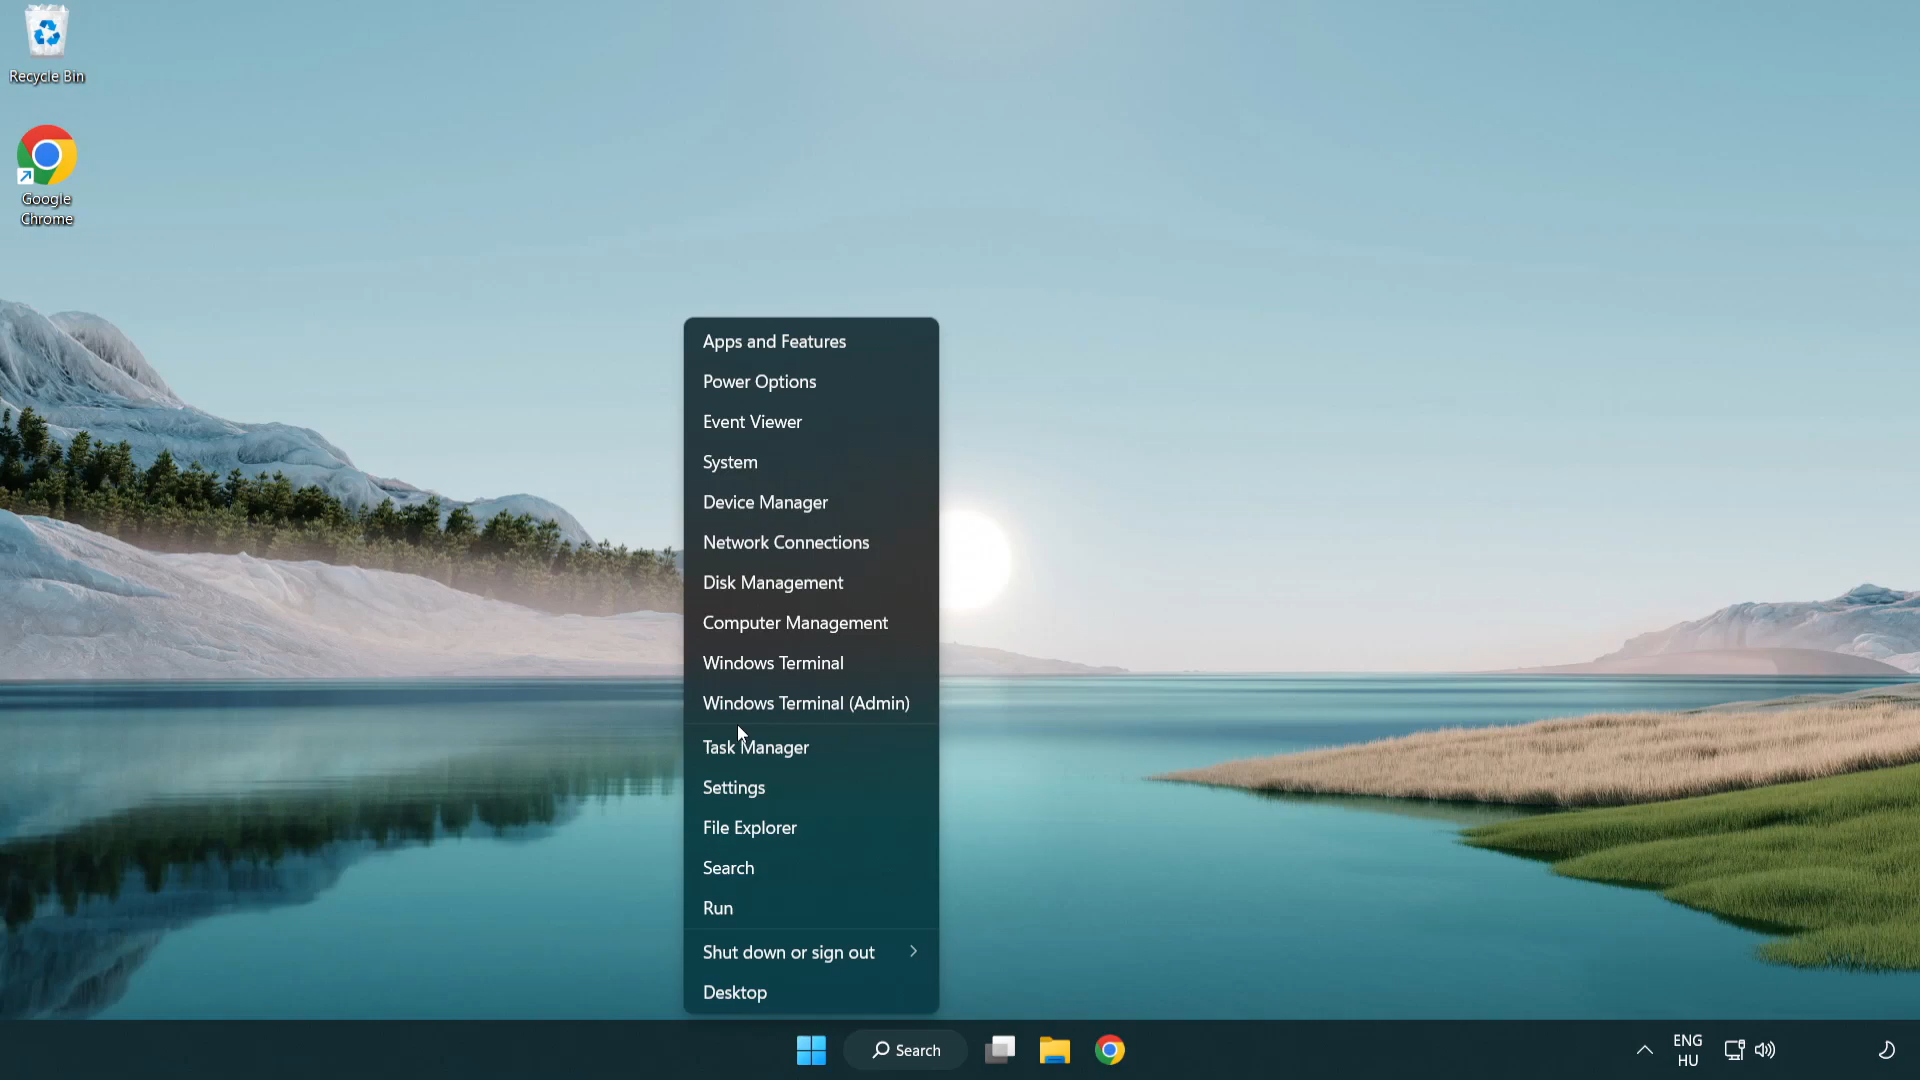 Recycle Bin
Google
Chrome
Apps and Features
Power Options
Event Viewer
System
Device Manager
Network Connections
Disk Management
Computer Management
Windows Terminal
Windows Terminal (Admin)
Task Manager
Settings
File Explorer
Search
Run
Shut down or sign out
Desktop
Search
ENG
HU